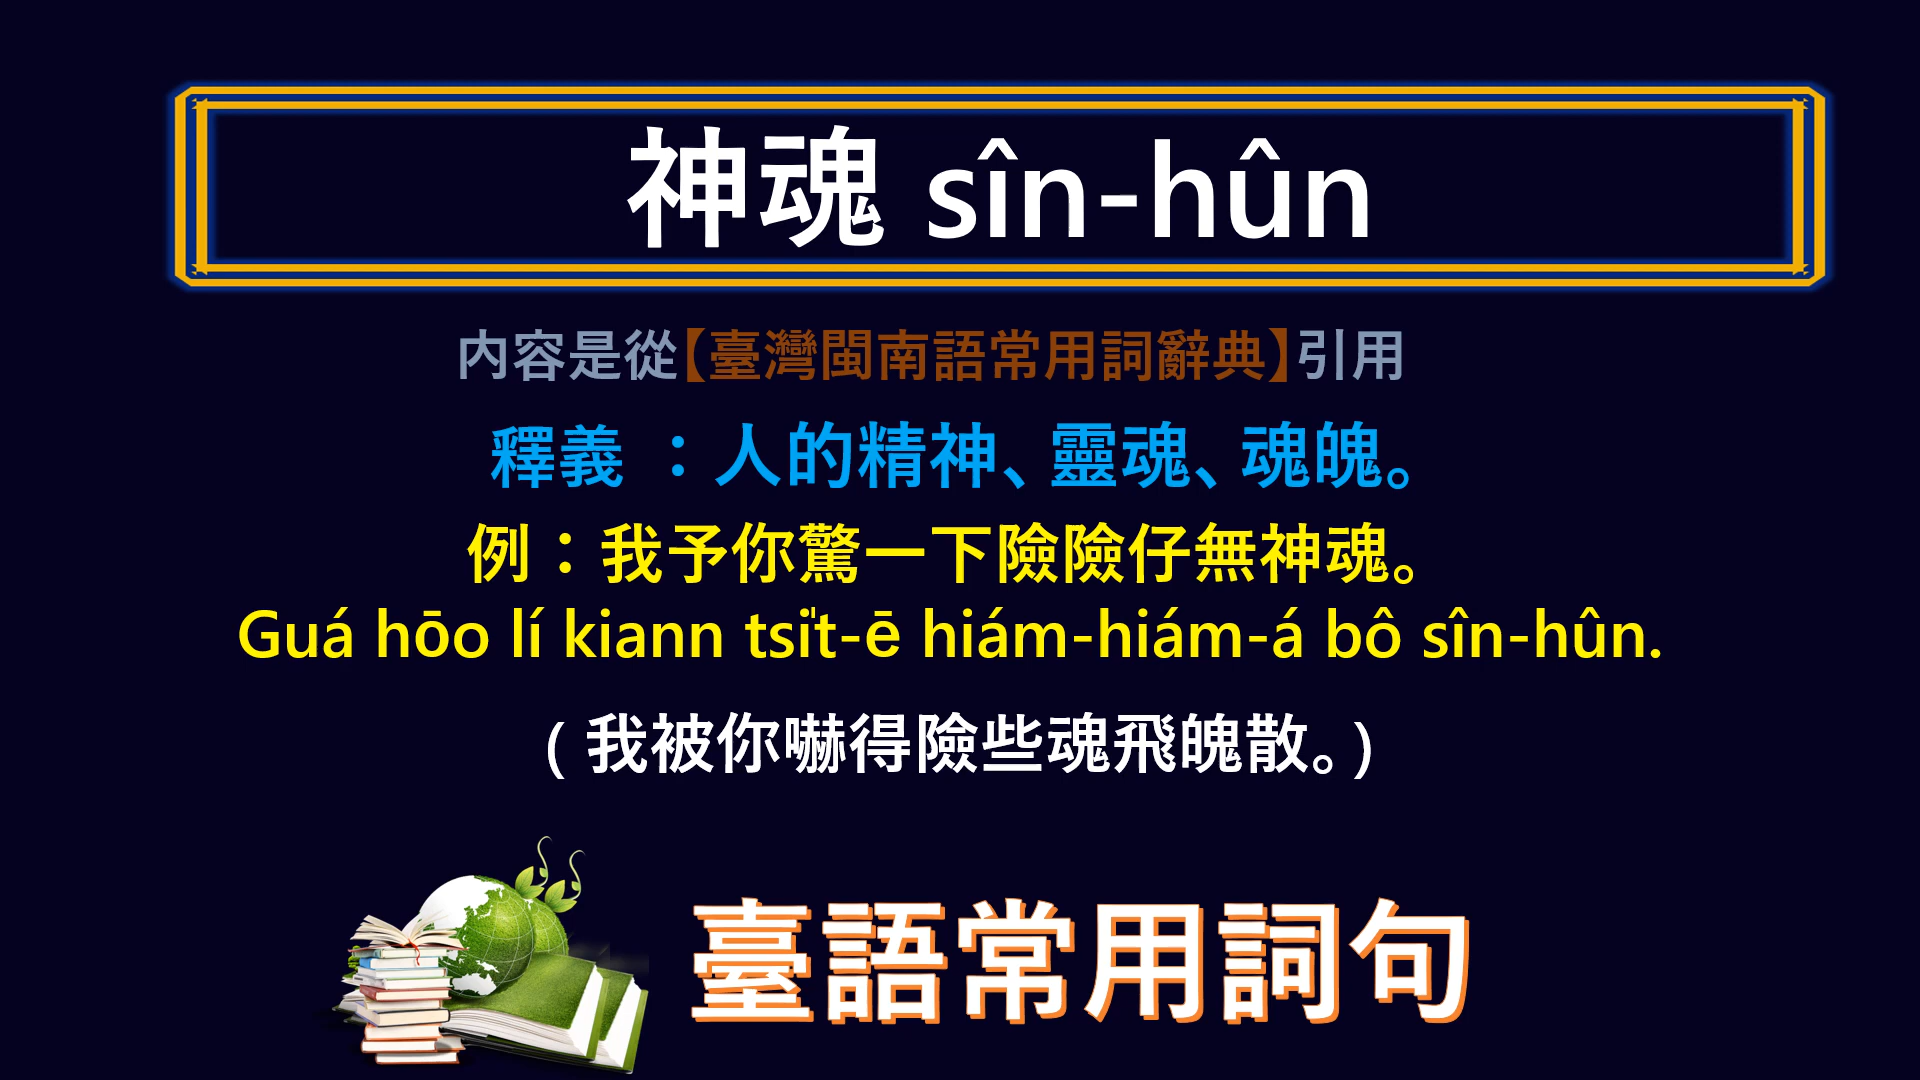 神魂 sîn-hûn
內容是從【臺灣閩南語常用詞辭典】引用
釋義 ：人的精神、靈魂、魂魄。
例：我予你驚一下險險仔無神魂。
Guá hōo lí kiann tsi̍t-ē hiám-hiám-á bô sîn-hûn.
( 我被你嚇得險些魂飛魄散。)
臺語常用詞句